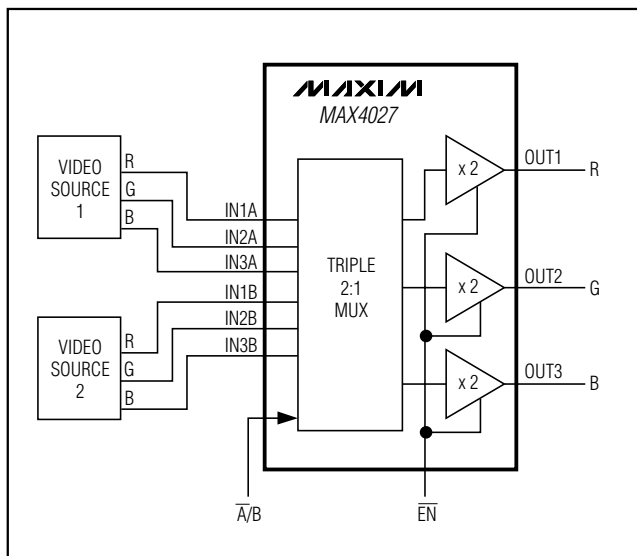 MAXIM
MAX4027
VIDEO
SOURCE
1
R
G
B
IN1A
IN2A
IN3A
IN1B
IN2B
IN3B
VIDEO
SOURCE
2
R
G
B
TRIPLE
2:1
MUX
x 2
OUT1
R
x 2
OUT2
G
x 2
OUT3
B
A̅/B
E̅N̅